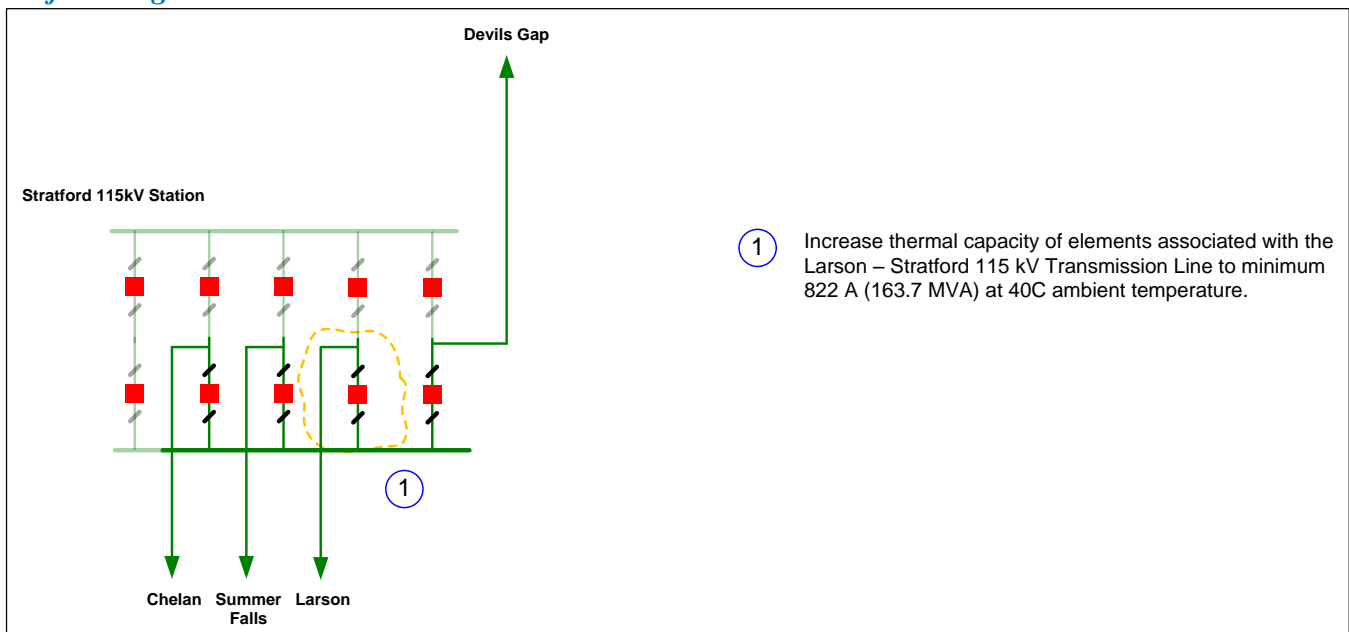 Devils Gap
Stratford 115kV Station
1
Increase thermal capacity of elements associated with the
Larson – Stratford 115 kV Transmission Line to minimum
822 A (163.7 MVA) at 40C ambient temperature.
1
Chelan
Summer
Falls
Larson